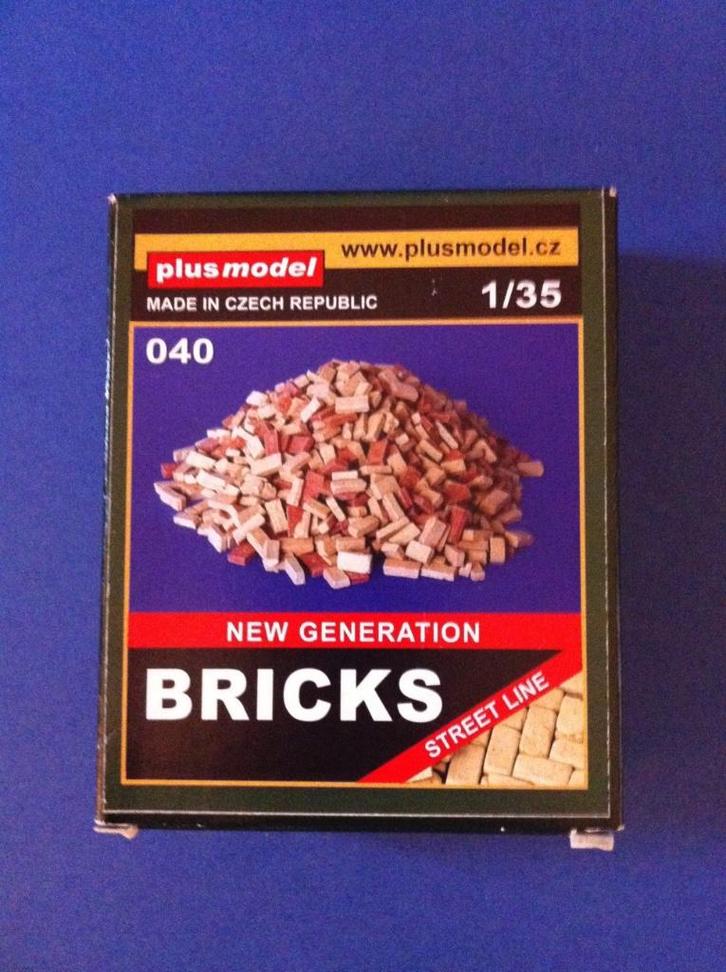 www.plusmodel.cz
plusmodel
MADE IN CZECH REPUBLIC
1/35
040
NEW GENERATION
BRICKS
STREET LINE